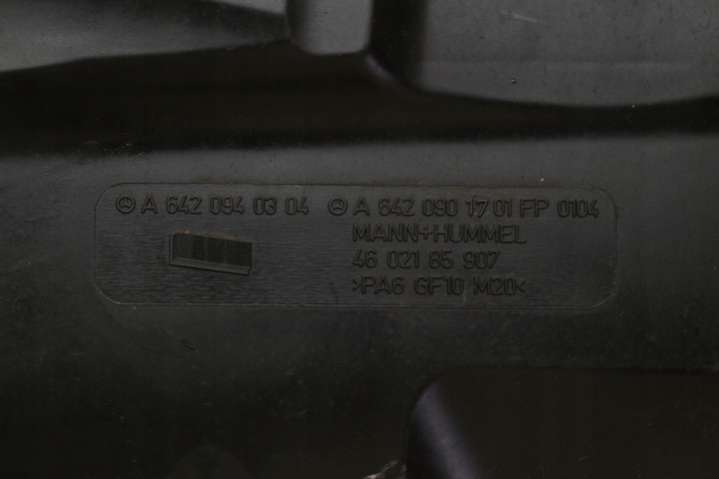 A 642 094 03 04 A 642 090 17 01 FP 0104
MANN+HUMMEL
46 021 85 907
>PA6 GF10 M20<